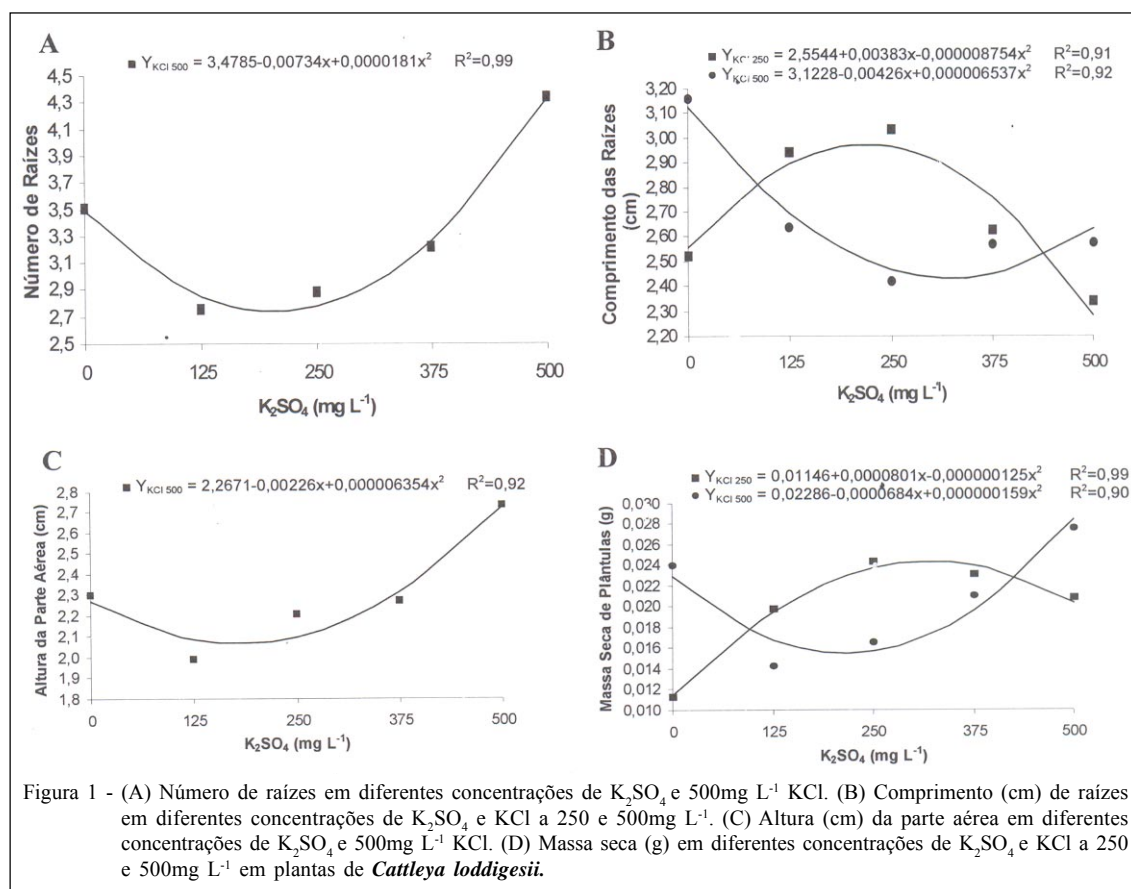 A
Y KCl 500 = 3,4785-0,00734x+0,0000181x² R²=0,99
4,5
4,3
4,1
3,9
3,7
3,5
3,3
3,1
2,9
2,7
2,5
Número de Raízes
0 125 250 375 500
K₂SO₄ (mg L⁻¹)
B
Y KCl 250 = 2,5544+0,00383x-0,000008754x² R²=0,91
Y KCl 500 = 3,1228-0,00426x+0,000006537x² R²=0,92
3,20
3,10
3,00
2,90
2,80
2,70
2,60
2,50
2,40
2,30
2,20
Comprimento das Raízes
(cm)
0 125 250 375 500
K₂SO₄ (mg L⁻¹)
C
Y KCl 500 = 2,2671-0,00226x+0,000006354x² R²=0,92
2,8
2,7
2,6
2,5
2,4
2,3
2,2
2,1
2,0
1,9
1,8
Altura da Parte Aérea (cm)
0 125 250 375 500
K₂SO₄ (mg L⁻¹)
D
Y KCl 250 = 0,01146+0,0000801x-0,000000125x² R²=0,99
Y KCl 500 = 0,02286-0,0000684x+0,000000159x² R²=0,90
0,030
0,028
0,026
0,024
0,022
0,020
0,018
0,016
0,014
0,012
0,010
Massa Seca de Plântulas (g)
0 125 250 375 500
K₂SO₄ (mg L⁻¹)
Figura 1 - (A) Número de raízes em diferentes concentrações de K₂SO₄ e 500mg L⁻¹ KCl. (B) Comprimento (cm) de raízes
em diferentes concentrações de K₂SO₄ e KCl a 250 e 500mg L⁻¹. (C) Altura (cm) da parte aérea em diferentes
concentrações de K₂SO₄ e 500mg L⁻¹ KCl. (D) Massa seca (g) em diferentes concentrações de K₂SO₄ e KCl a 250
e 500mg L⁻¹ em plantas de Cattleya loddigesii.